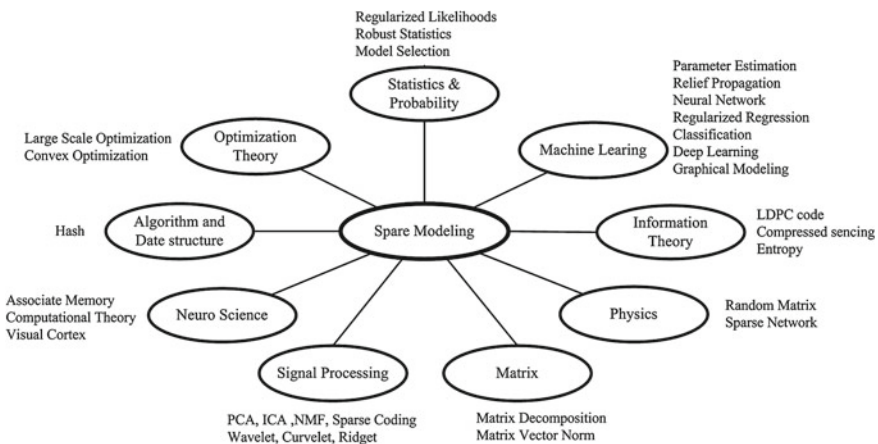 Regularized Likelihoods
Robust Statistics
Model Selection
Statistics &
Probability
Parameter Estimation
Relief Propagation
Neural Network
Regularized Regression
Classification
Deep Learning
Graphical Modeling
Machine Learing
Large Scale Optimization
Convex Optimization
Optimization
Theory
Hash
Algorithm and
Date structure
Spare Modeling
Information
Theory
LDPC code
Compressed sencing
Entropy
Associate Memory
Computational Theory
Visual Cortex
Neuro Science
Physics
Random Matrix
Sparse Network
Signal Processing
PCA, ICA ,NMF, Sparse Coding
Wavelet, Curvelet, Ridget
Matrix
Matrix Decomposition
Matrix Vector Norm